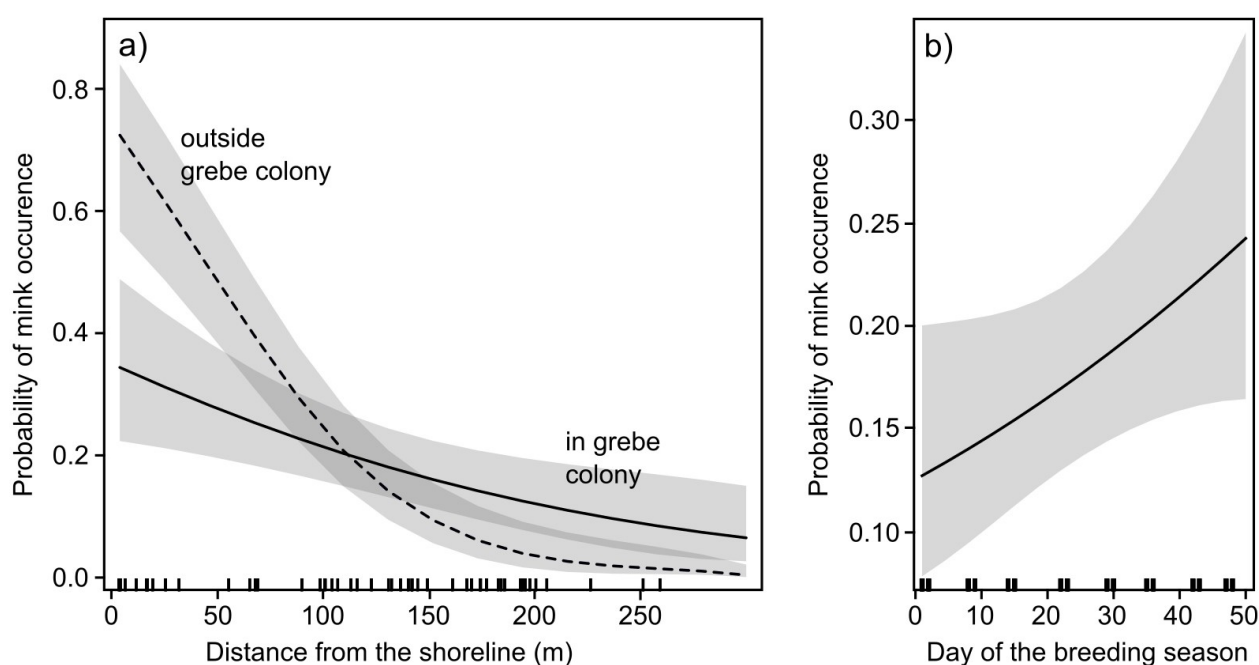 a)
outside
grebe colony
in grebe
colony
0.8
0.6
0.4
0.2
0.0
Probability of mink occurence
0 50 100 150 200 250
Distance from the shoreline (m)
b)
0.30
0.25
0.20
0.15
0.10
Probability of mink occurence
0 10 20 30 40 50
Day of the breeding season